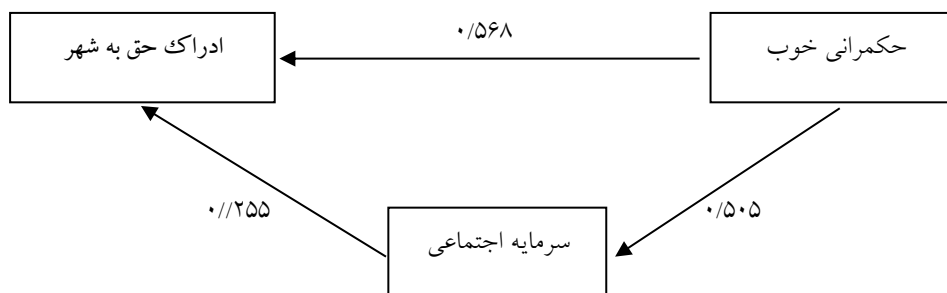 حکمرانی خوب
۰/۵۶۸
ادراک حق به شهر
۰/۵۰۵
۰//۲۵۵
سرمایه اجتماعی